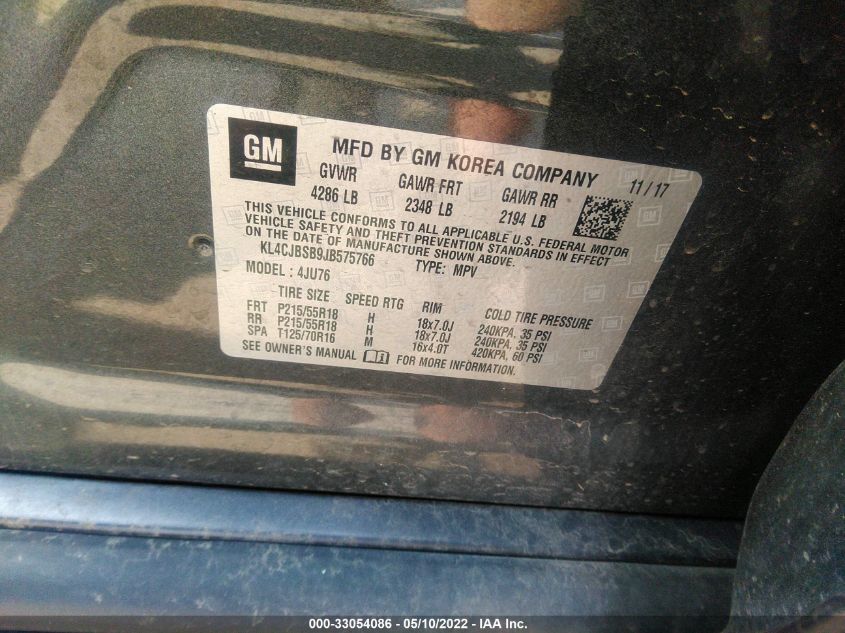 GM
MFD BY GM KOREA COMPANY 11/17
GVWR GAWR FRT GAWR RR
4286 LB 2348 LB 2194 LB
THIS VEHICLE CONFORMS TO ALL APPLICABLE U.S. FEDERAL MOTOR
VEHICLE SAFETY AND THEFT PREVENTION STANDARDS IN EFFECT
ON THE DATE OF MANUFACTURE SHOWN ABOVE.
KL4CJBSB9JB575766 TYPE: MPV
MODEL : 4JU76
TIRE SIZE SPEED RTG RIM COLD TIRE PRESSURE
FRT P215/55R18 H 18x7.0J 240KPA, 35 PSI
RR P215/55R18 H 18x7.0J 240KPA, 35 PSI
SPA T125/70R16 M 16x4.0T 420KPA, 60 PSI
SEE OWNER'S MANUAL FOR MORE INFORMATION.
000-33054086 - 05/10/2022 - IAA Inc.